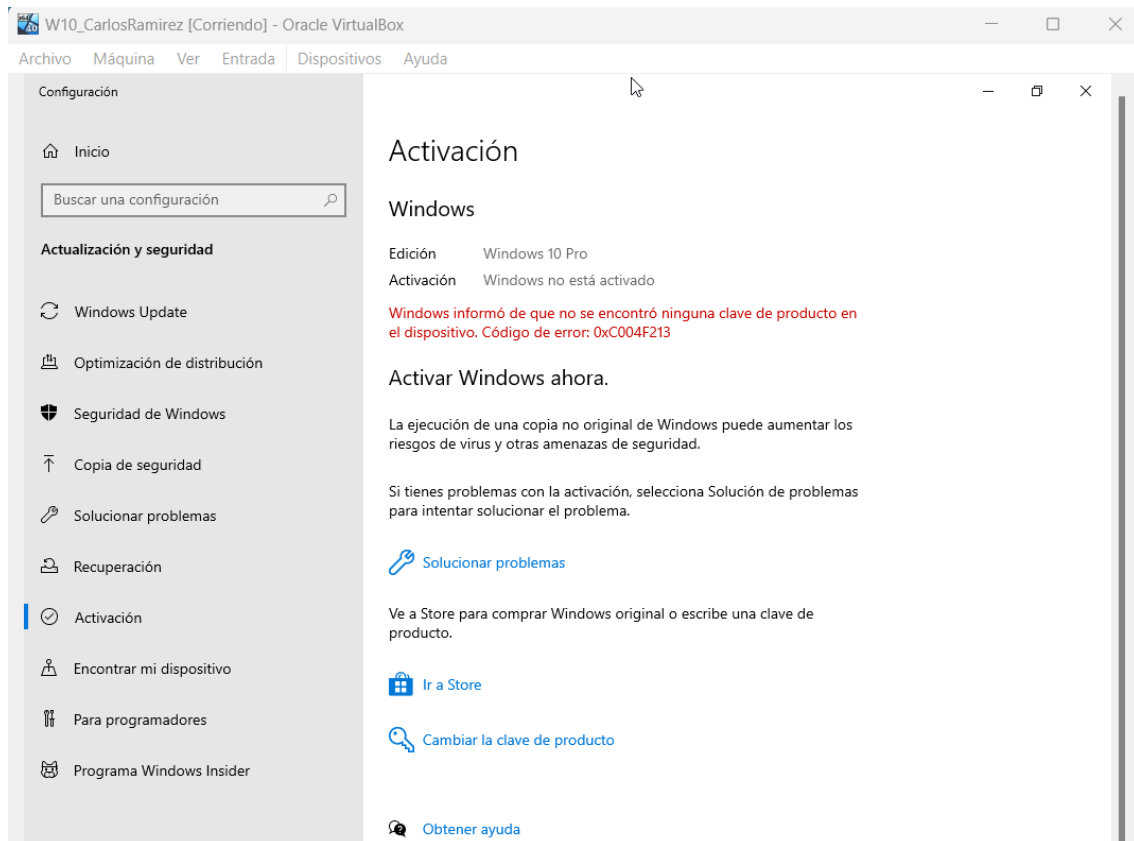 W10_CarlosRamirez [Corriendo] - Oracle VirtualBox
Archivo Máquina Ver Entrada Dispositivos Ayuda
Configuración
Inicio
Buscar una configuración
Actualización y seguridad
Windows Update
Optimización de distribución
Seguridad de Windows
Copia de seguridad
Solucionar problemas
Recuperación
Activación
Encontrar mi dispositivo
Para programadores
Programa Windows Insider
Activación
Windows
Edición Windows 10 Pro
Activación Windows no está activado
Windows informó de que no se encontró ninguna clave de producto en
el dispositivo. Código de error: 0xC004F213
Activar Windows ahora.
La ejecución de una copia no original de Windows puede aumentar los
riesgos de virus y otras amenazas de seguridad.
Si tienes problemas con la activación, selecciona Solución de problemas
para intentar solucionar el problema.
Solucionar problemas
Ve a Store para comprar Windows original o escribe una clave de
producto.
Ir a Store
Cambiar la clave de producto
Obtener ayuda